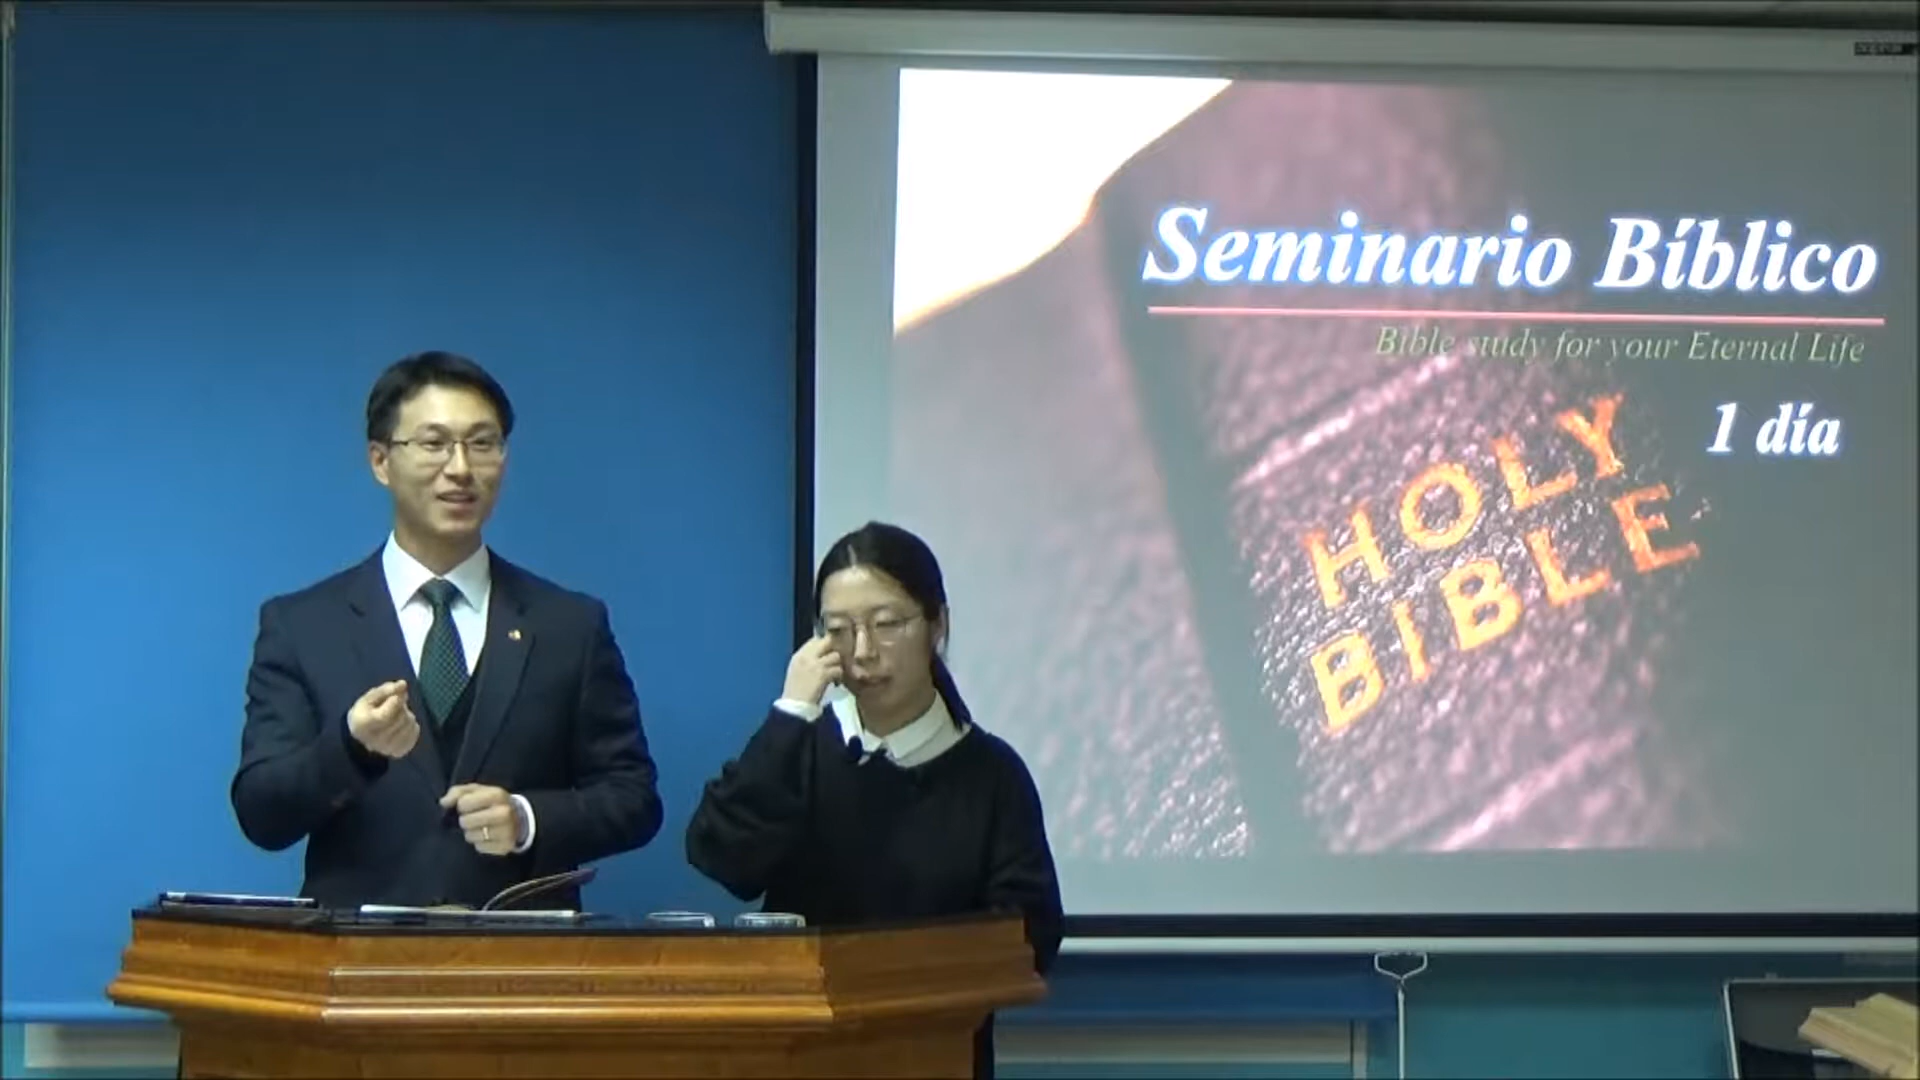 Seminario Bíblico
Bible study for your Eternal Life
1 día
HOLY
BIBLE